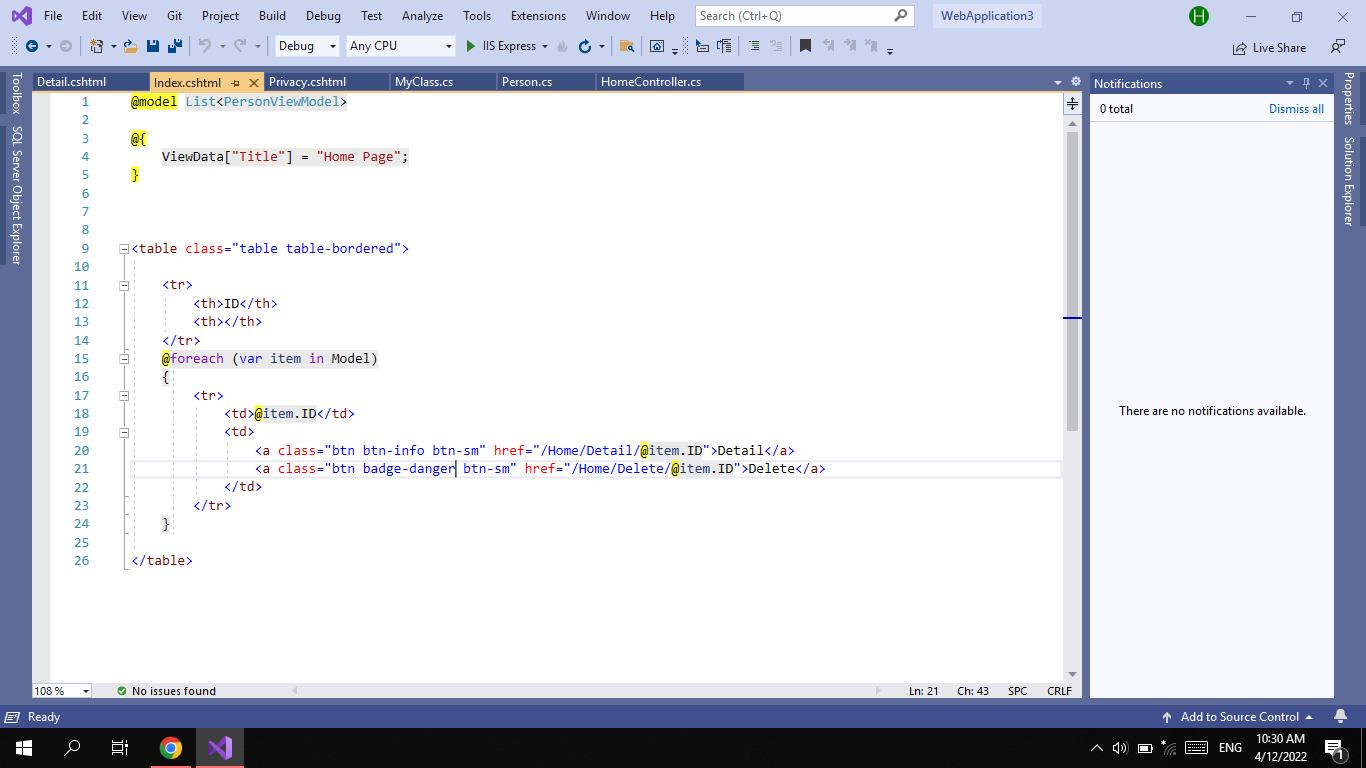 File Edit View Git Project Build Debug Test Analyze Tools Extensions Window Help Search (Ctrl+Q) WebApplication3 H
Debug Any CPU IIS Express Live Share
Toolbox
SQL Server Object Explorer
Detail.cshtml Index.cshtml Privacy.cshtml MyClass.cs Person.cs HomeController.cs
1 @model List<PersonViewModel>
2
3 @{
4 ViewData["Title"] = "Home Page";
5 }
6
7
8
9 <table class="table table-bordered">
10
11 <tr>
12 <th>ID</th>
13 <th></th>
14 </tr>
15 @foreach (var item in Model)
16 {
17 <tr>
18 <td>@item.ID</td>
19 <td>
20 <a class="btn btn-info btn-sm" href="/Home/Detail/@item.ID">Detail</a>
21 <a class="btn badge-danger btn-sm" href="/Home/Delete/@item.ID">Delete</a>
22 </td>
23 </tr>
24 }
25
26 </table>
108 % No issues found Ln: 21 Ch: 43 SPC CRLF
Notifications
0 total Dismiss all
There are no notifications available.
Properties
Solution Explorer
Ready Add to Source Control
ENG 10:30 AM
4/12/2022 1